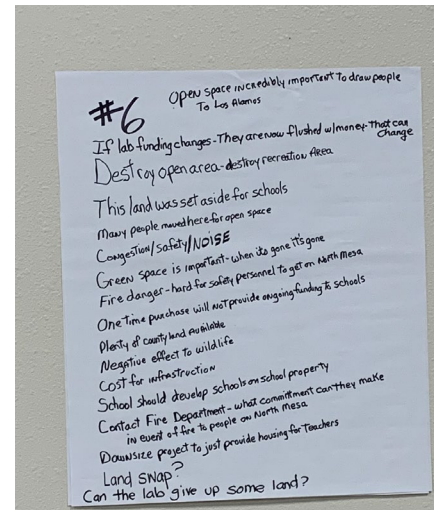 #6
Open space incredibly important to draw people
To Los Alamos
If lab funding changes - They are now flushed w/money - That can
Change
Destroy open area - destroy recreation Area
This land was set aside for schools
Many people moved here for open space
Congestion/Safety/NOISE
Green space is important - when its gone it's gone
Fire danger - hard for safety personnel to get on North Mesa
One Time purchase will not provide ongoing funding to schools
Plenty of county land available
Negative effect to wildlife
Cost for infrastruction
School should develop schools on school property
Contact Fire Department - what commitment can they make
in event of fire to people on North Mesa
Downsize project to just provide housing for Teachers
Land Swap?
Can the lab give up some land?